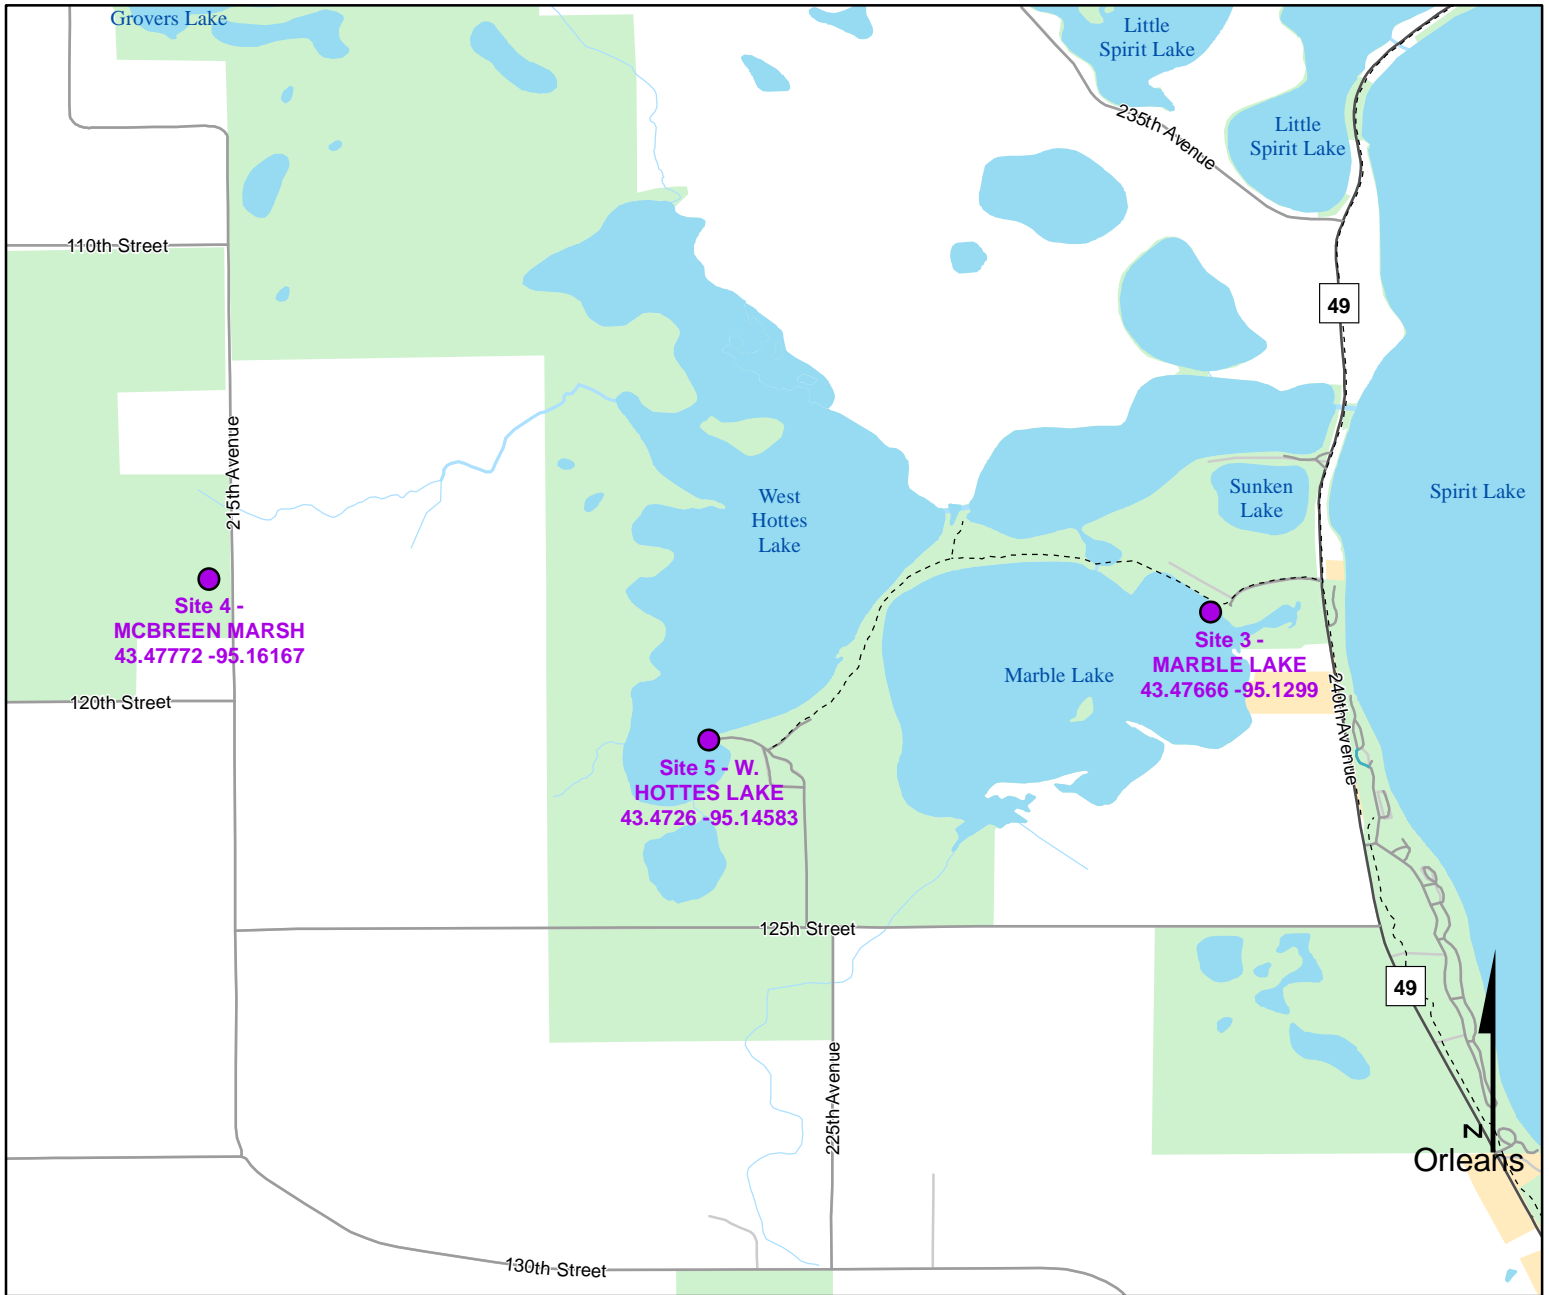 Grovers Lake
Little
Spirit Lake
235th Avenue
Little
Spirit Lake
110th Street
49
215th Avenue
West
Hottes
Lake
Sunken
Lake
Spirit Lake
Site 4 -
MCBREEN MARSH
43.47772 -95.16167
Site 3 -
MARBLE LAKE
43.47666 -95.1299
Marble Lake
120th Street
240th Avenue
Site 5 - W.
HOTTES LAKE
43.4726 -95.14583
125h Street
49
225th Avenue
N
Orleans
130th Street